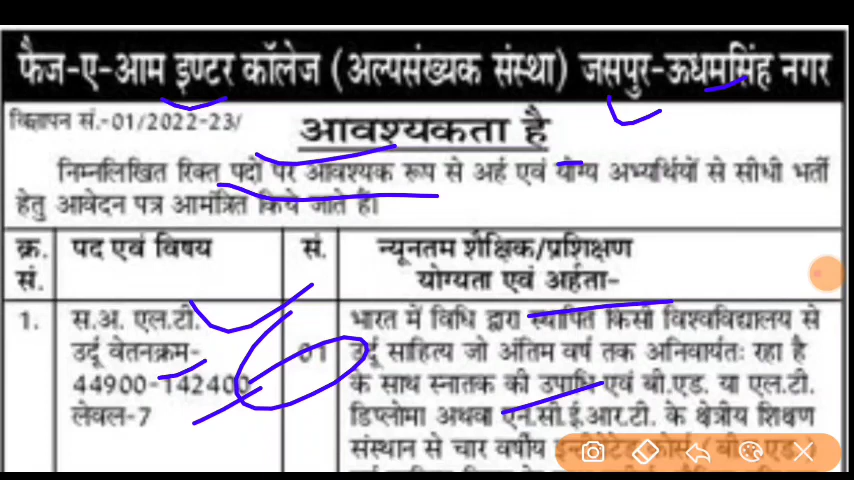 फैज-ए-आम इण्टर कॉलेज (अल्पसंख्यक संस्था) जसपुर-ऊधमसिंह नगर
विज्ञापन सं.-01/2022-23/
आवश्यकता है
निम्नलिखित रिक्त पदों पर आवश्यक रूप से अर्ह एवं योग्य अभ्यर्थियों से सीधी भर्ती
हेतु आवेदन पत्र आमंत्रित किये जाते हैं।
क्र. सं. पद एवं विषय सं. न्यूनतम शैक्षिक/प्रशिक्षण
योग्यता एवं अर्हता-
1. स.अ. एल.टी.
उर्दू वेतनक्रम-
44900-142400
लेवल-7
01
भारत में विधि द्वारा स्थापित किसी विश्वविद्यालय से
उर्दू साहित्य जो अंतिम वर्ष तक अनिवार्यतः रहा है
के साथ स्नातक की उपाधि एवं बी.एड. या एल.टी.
डिप्लोमा अथवा एन.सी.ई.आर.टी. के क्षेत्रीय शिक्षण
संस्थान से चार वर्षीय